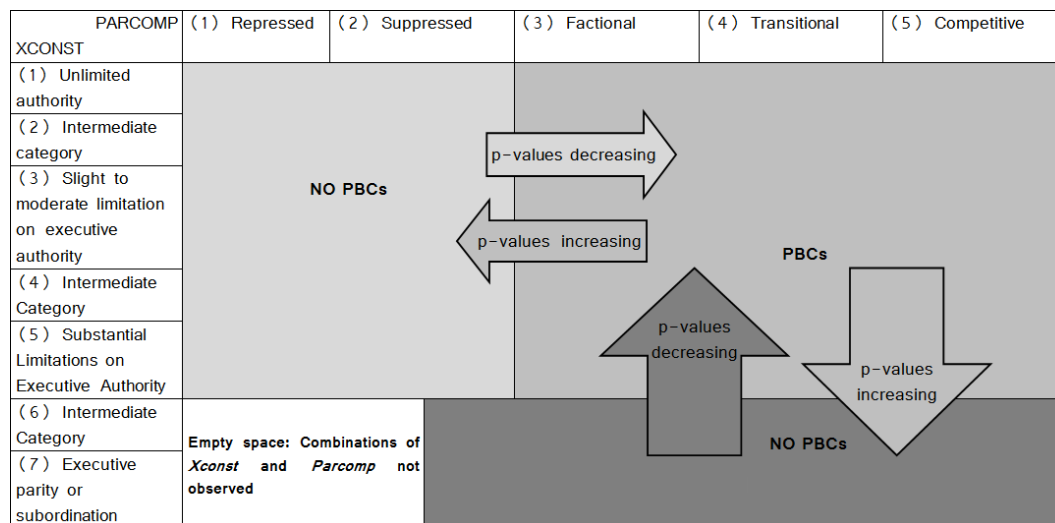 PARCOMP
XCONST
(1) Repressed
(2) Suppressed
(3) Factional
(4) Transitional
(5) Competitive
(1) Unlimited
authority
(2) Intermediate
category
(3) Slight to
moderate limitation
on executive
authority
(4) Intermediate
Category
(5) Substantial
Limitations on
Executive Authority
(6) Intermediate
Category
(7) Executive
parity or
subordination
NO PBCs
p-values decreasing
p-values increasing
PBCs
p-values
decreasing
p-values
increasing
Empty space: Combinations of
Xconst and Parcomp not
observed
NO PBCs